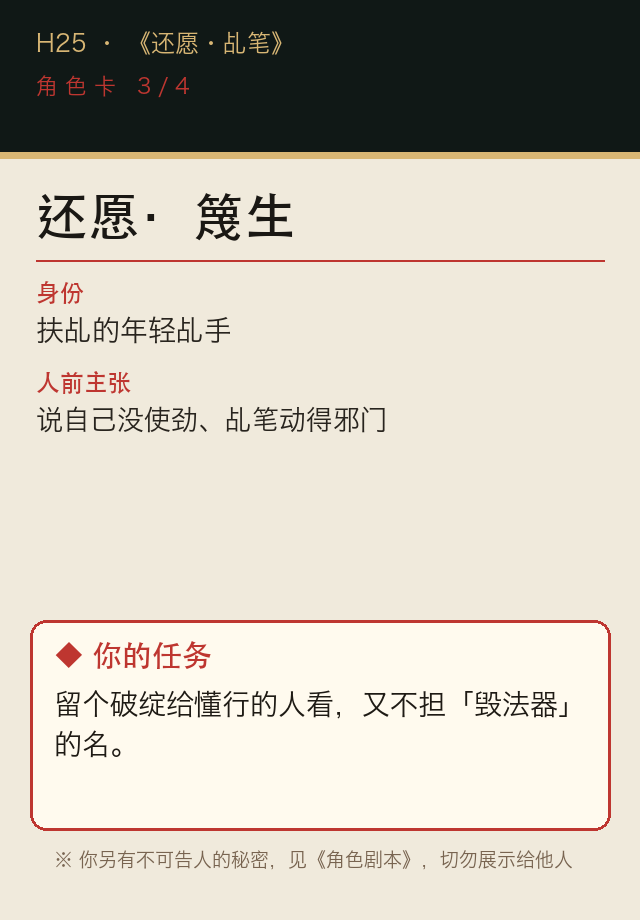 H25 · 《还愿·乩笔》
角色卡 3/4
还愿· 篾生
身份
扶乩的年轻乩手
人前主张
说自己没使劲、乩笔动得邪门
◆ 你的任务
留个破绽给懂行的人看，又不担「毁法器」
的名。
※ 你另有不可告人的秘密，见《角色剧本》，切勿展示给他人